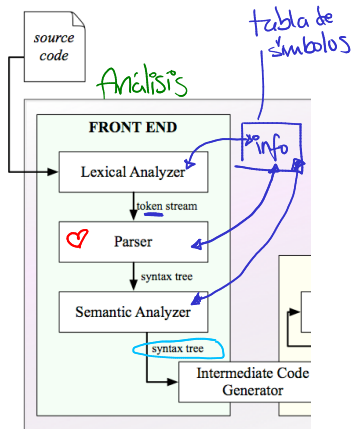 tabla de
símbolos
source
code
Análisis
FRONT END
info
Lexical Analyzer
token stream
Parser
syntax tree
Semantic Analyzer
syntax tree
Intermediate Code
Generator